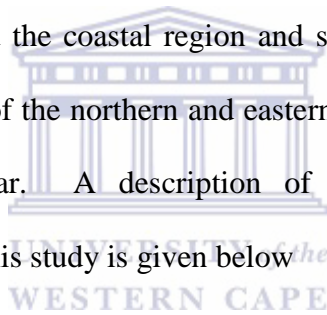 the coastal region and s
of the northern and eastern
ar. A description of
UNIVERSITY of the
is study is given below
WESTERN CAPE